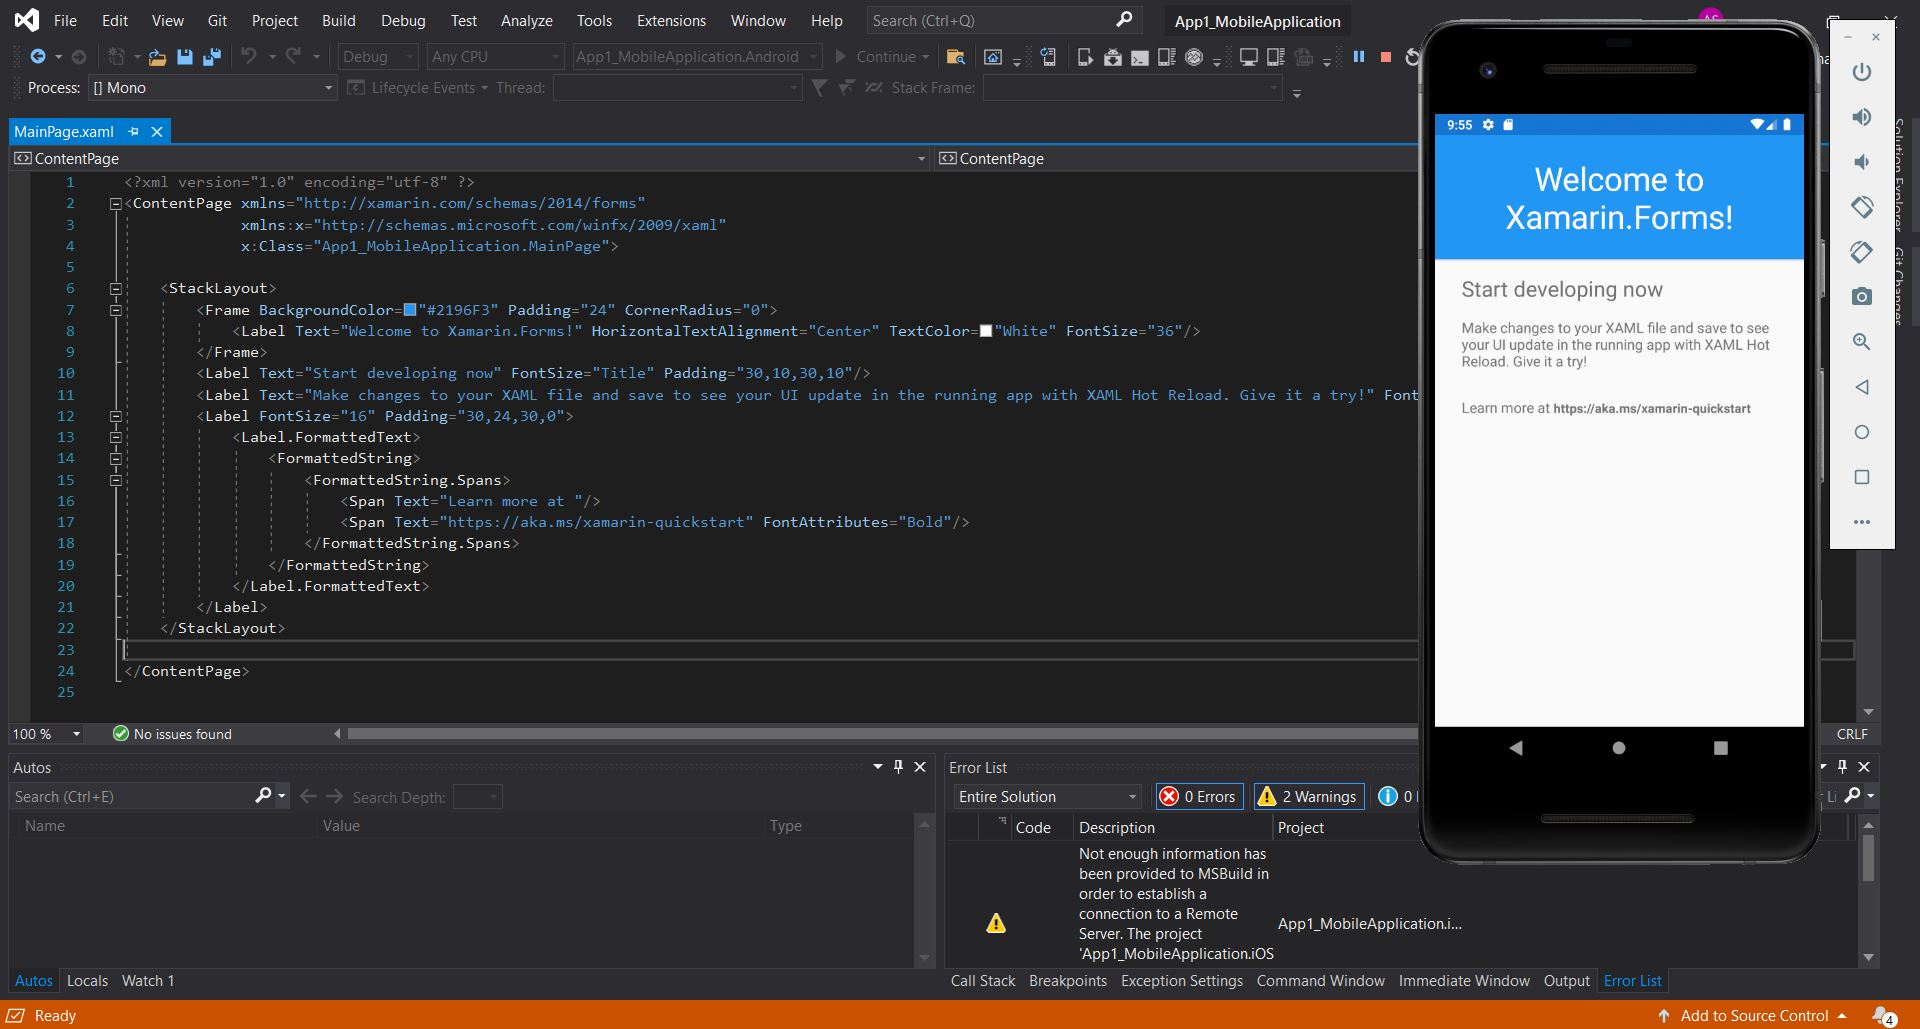 File Edit View Git Project Build Debug Test Analyze Tools Extensions Window Help Search (Ctrl+Q) App1_MobileApplication
Debug Any CPU App1_MobileApplication.Android Continue
Process: [] Mono Lifecycle Events Thread: Stack Frame:
MainPage.xaml
ContentPage ContentPage
1 <?xml version="1.0" encoding="utf-8" ?>
2 <ContentPage xmlns="http://xamarin.com/schemas/2014/forms"
3 xmlns:x="http://schemas.microsoft.com/winfx/2009/xaml"
4 x:Class="App1_MobileApplication.MainPage">
5
6 <StackLayout>
7 <Frame BackgroundColor="#2196F3" Padding="24" CornerRadius="0">
8 <Label Text="Welcome to Xamarin.Forms!" HorizontalTextAlignment="Center" TextColor="White" FontSize="36"/>
9 </Frame>
10 <Label Text="Start developing now" FontSize="Title" Padding="30,10,30,10"/>
11 <Label Text="Make changes to your XAML file and save to see your UI update in the running app with XAML Hot Reload. Give it a try!" Font
12 <Label FontSize="16" Padding="30,24,30,0">
13 <Label.FormattedText>
14 <FormattedString>
15 <FormattedString.Spans>
16 <Span Text="Learn more at "/>
17 <Span Text="https://aka.ms/xamarin-quickstart" FontAttributes="Bold"/>
18 </FormattedString.Spans>
19 </FormattedString>
20 </Label.FormattedText>
21 </Label>
22 </StackLayout>
23
24 </ContentPage>
25
100 % No issues found CRLF
Autos
Search (Ctrl+E) Search Depth:
Name Value Type
Autos Locals Watch 1
Error List
Entire Solution 0 Errors 2 Warnings 0
Code Description Project
Not enough information has
been provided to MSBuild in
order to establish a
connection to a Remote
Server. The project
'App1_MobileApplication.iOS
App1_MobileApplication.i...
Call Stack Breakpoints Exception Settings Command Window Immediate Window Output Error List
Ready Add to Source Control 4
9:55
Welcome to
Xamarin.Forms!
Start developing now
Make changes to your XAML file and save to see
your UI update in the running app with XAML Hot
Reload. Give it a try!
Learn more at https://aka.ms/xamarin-quickstart
Solution Explorer
Git Changes